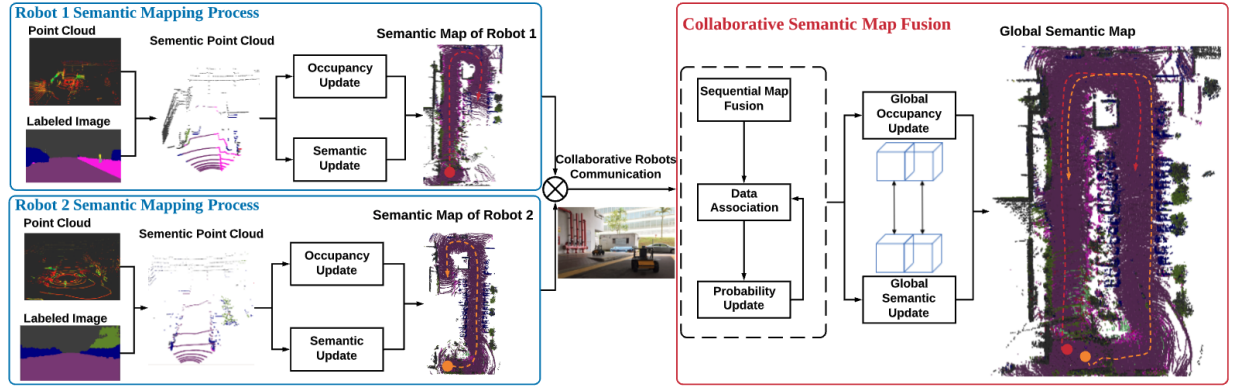 Robot 1 Semantic Mapping Process
Point Cloud
Sementic Point Cloud
Labeled Image
Occupancy
Update
Semantic
Update
Semantic Map of Robot 1
Robot 2 Semantic Mapping Process
Point Cloud
Sementic Point Cloud
Labeled Image
Occupancy
Update
Semantic
Update
Semantic Map of Robot 2
Collaborative Robots
Communication
Collaborative Semantic Map Fusion
Sequential Map
Fusion
Data
Association
Probability
Update
Global
Occupancy
Update
Global
Semantic
Update
Global Semantic Map